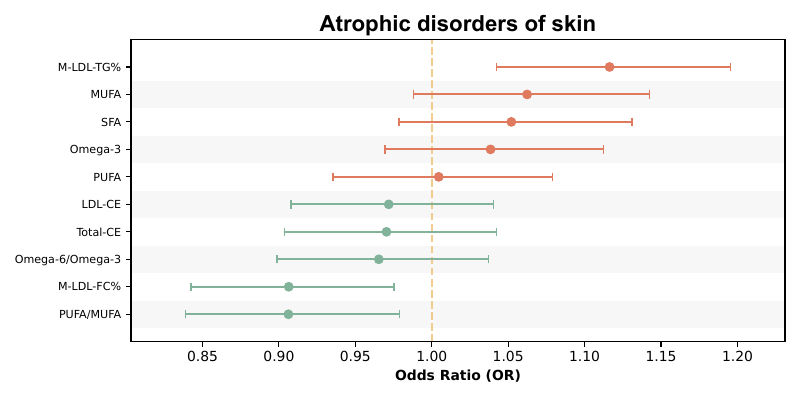 Atrophic disorders of skin
M-LDL-TG%
MUFA
SFA
Omega-3
PUFA
LDL-CE
Total-CE
Omega-6/Omega-3
M-LDL-FC%
PUFA/MUFA
0.85 0.90 0.95 1.00 1.05 1.10 1.15 1.20
Odds Ratio (OR)